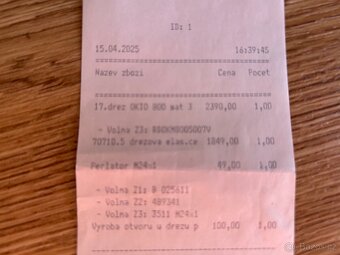 ID: 1
15.04.2025 16:39:45
Nazev zbozi Cena Pocet
17.drez OKIO 800 mat 3 2390,00 1,00
- Volna Z3:
70710.5 drezova elas.ce 1849,00 1,00
Perlator M24x1 49,00 1,00
- Volna Z1: 0 025611
- Volna Z2: 489341
- Volna Z3: 3511 M24x1
Vyroba otvoru u drezu p 100,00 1,00